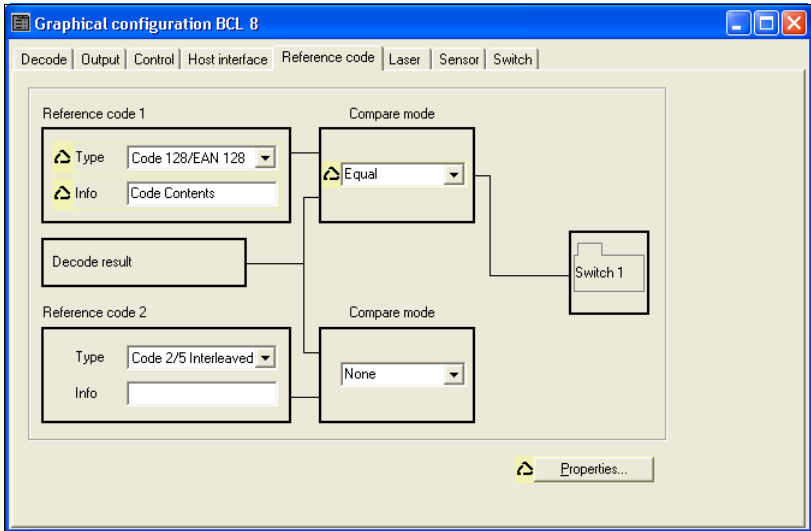 Graphical configuration BCL 8
Decode Output Control Host interface Reference code Laser Sensor Switch
Reference code 1
Compare mode
Type Code 128/EAN 128
Equal
Info Code Contents
Decode result
Switch 1
Reference code 2
Compare mode
Type Code 2/5 Interleaved
None
Info
Properties...